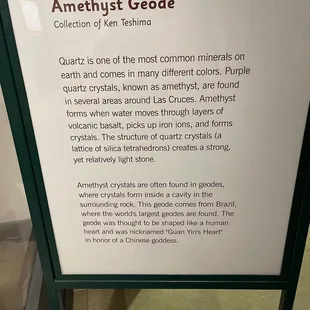 Amethyst Geode
Collection of Ken Teshima
Quartz is one of the most common minerals on
earth and comes in many different colors. Purple
quartz crystals, known as amethyst, are found
in several areas around Las Cruces. Amethyst
forms when water moves through layers of
volcanic basalt, picks up iron ions, and forms
crystals. The structure of quartz crystals (a
lattice of silica tetrahedrons) creates a strong,
yet relatively light stone.
Amethyst crystals are often found in geodes,
where crystals form inside a cavity in the
surrounding rock. This geode comes from Brazil,
where the world's largest geodes are found. The
geode was thought to be shaped like a human
heart and was nicknamed "Guan Yin's Heart"
in honor of a Chinese goddess.